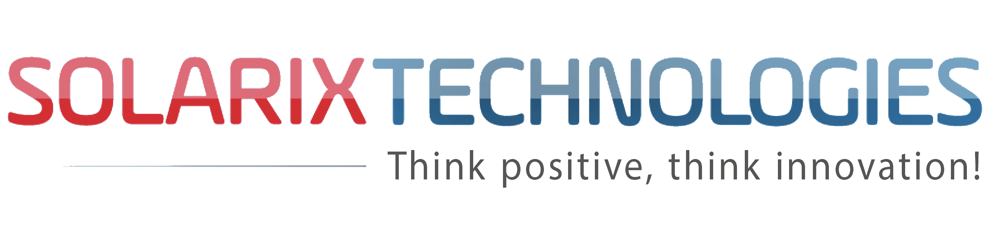 SOLARIXTECHNOLOGIES
Think positive, think innovation!